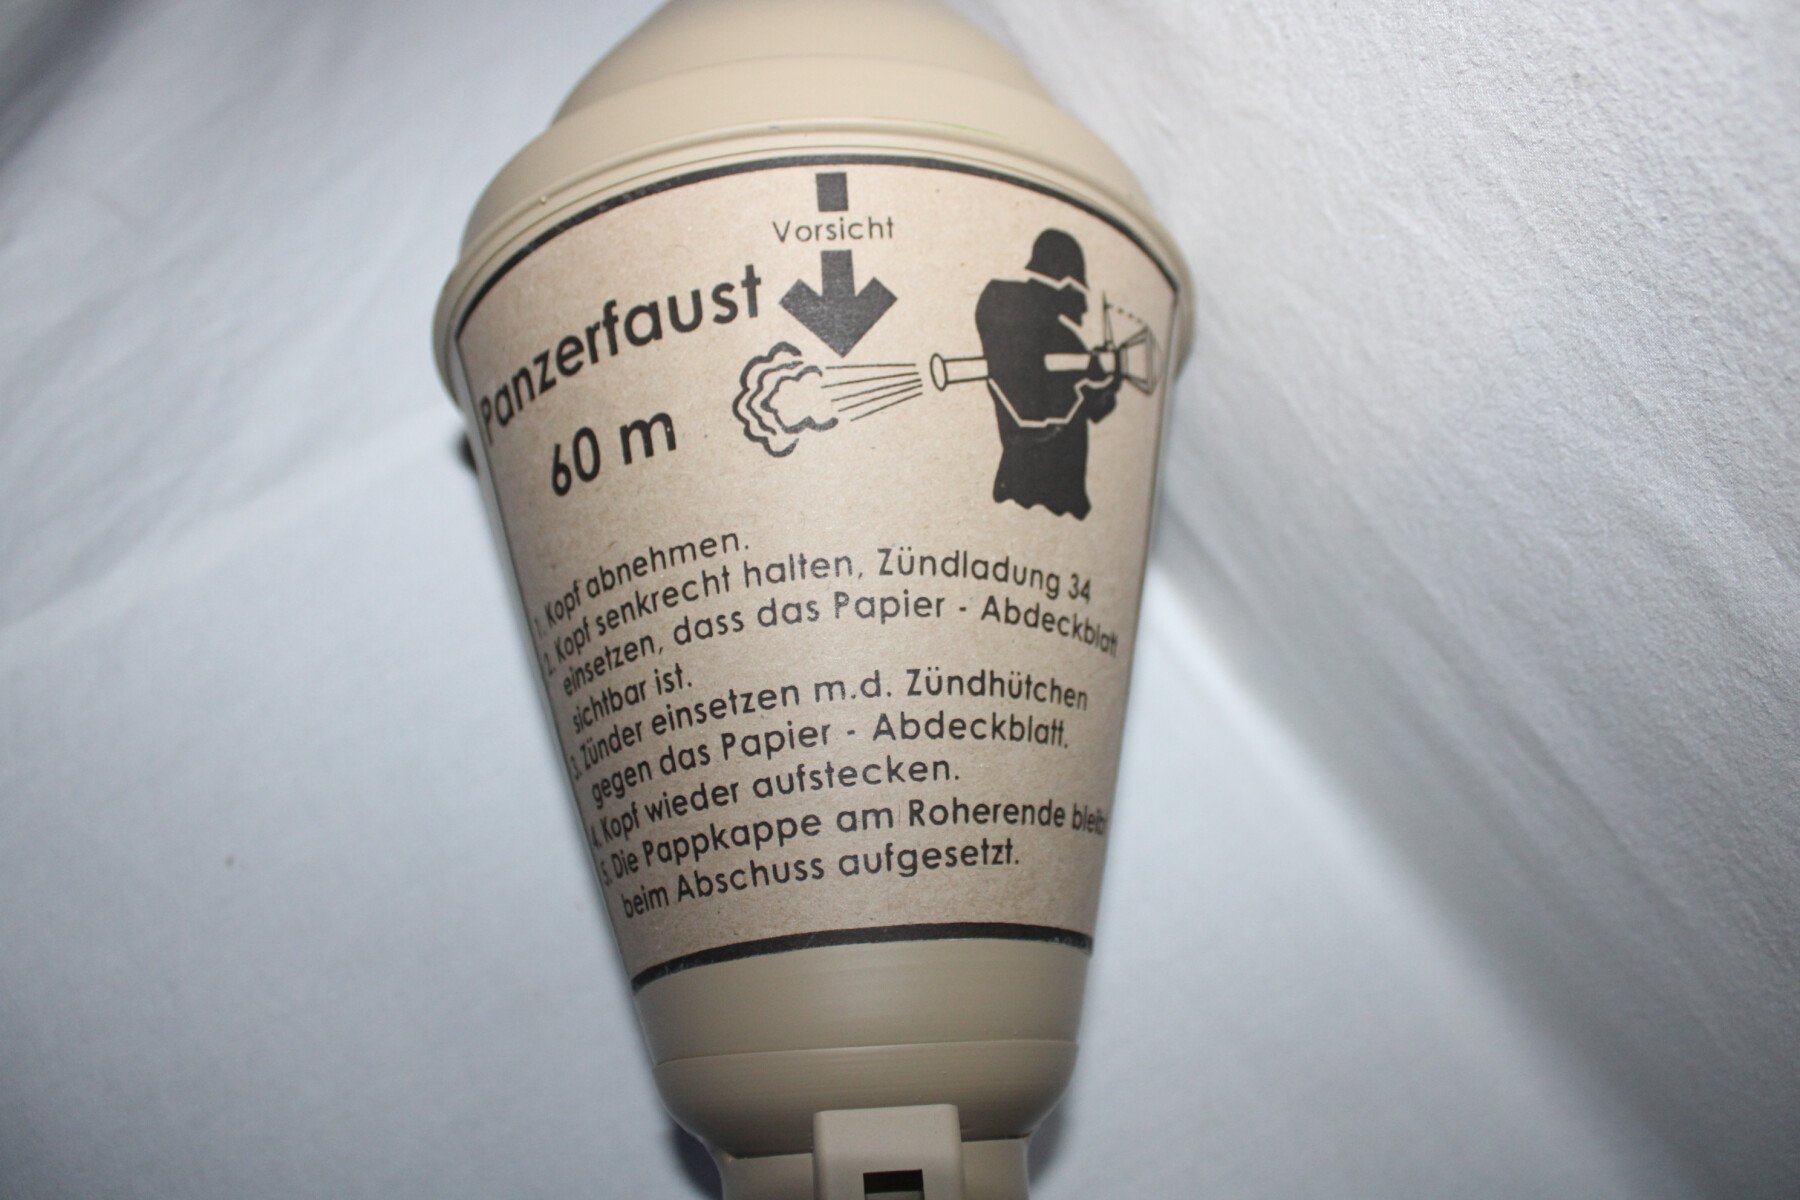 Vorsicht
Panzerfaust
60 m
1. Kopf abnehmen.
2. Kopf senkrecht halten, Zündladung 34
einsetzen, dass das Papier - Abdeckblatt
sichtbar ist.
3. Zünder einsetzen m.d. Zündhütchen
gegen das Papier - Abdeckblatt.
4. Kopf wieder aufstecken.
5. Die Pappkappe am Roherende bleibt
beim Abschuss aufgesetzt.